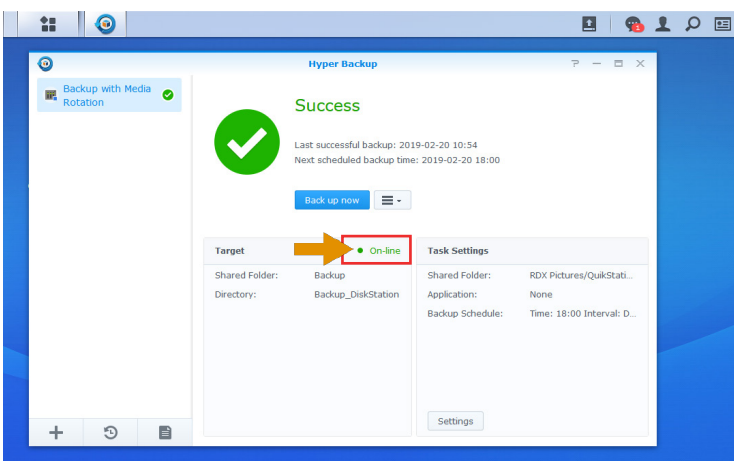 Hyper Backup
Backup with Media
Rotation
Success
Last successful backup: 2019-02-20 10:54
Next scheduled backup time: 2019-02-20 18:00
Back up now
Target
On-line
Shared Folder: Backup
Directory: Backup_DiskStation
Task Settings
Shared Folder: RDX Pictures/QuikStati...
Application: None
Backup Schedule: Time: 18:00 Interval: D...
Settings